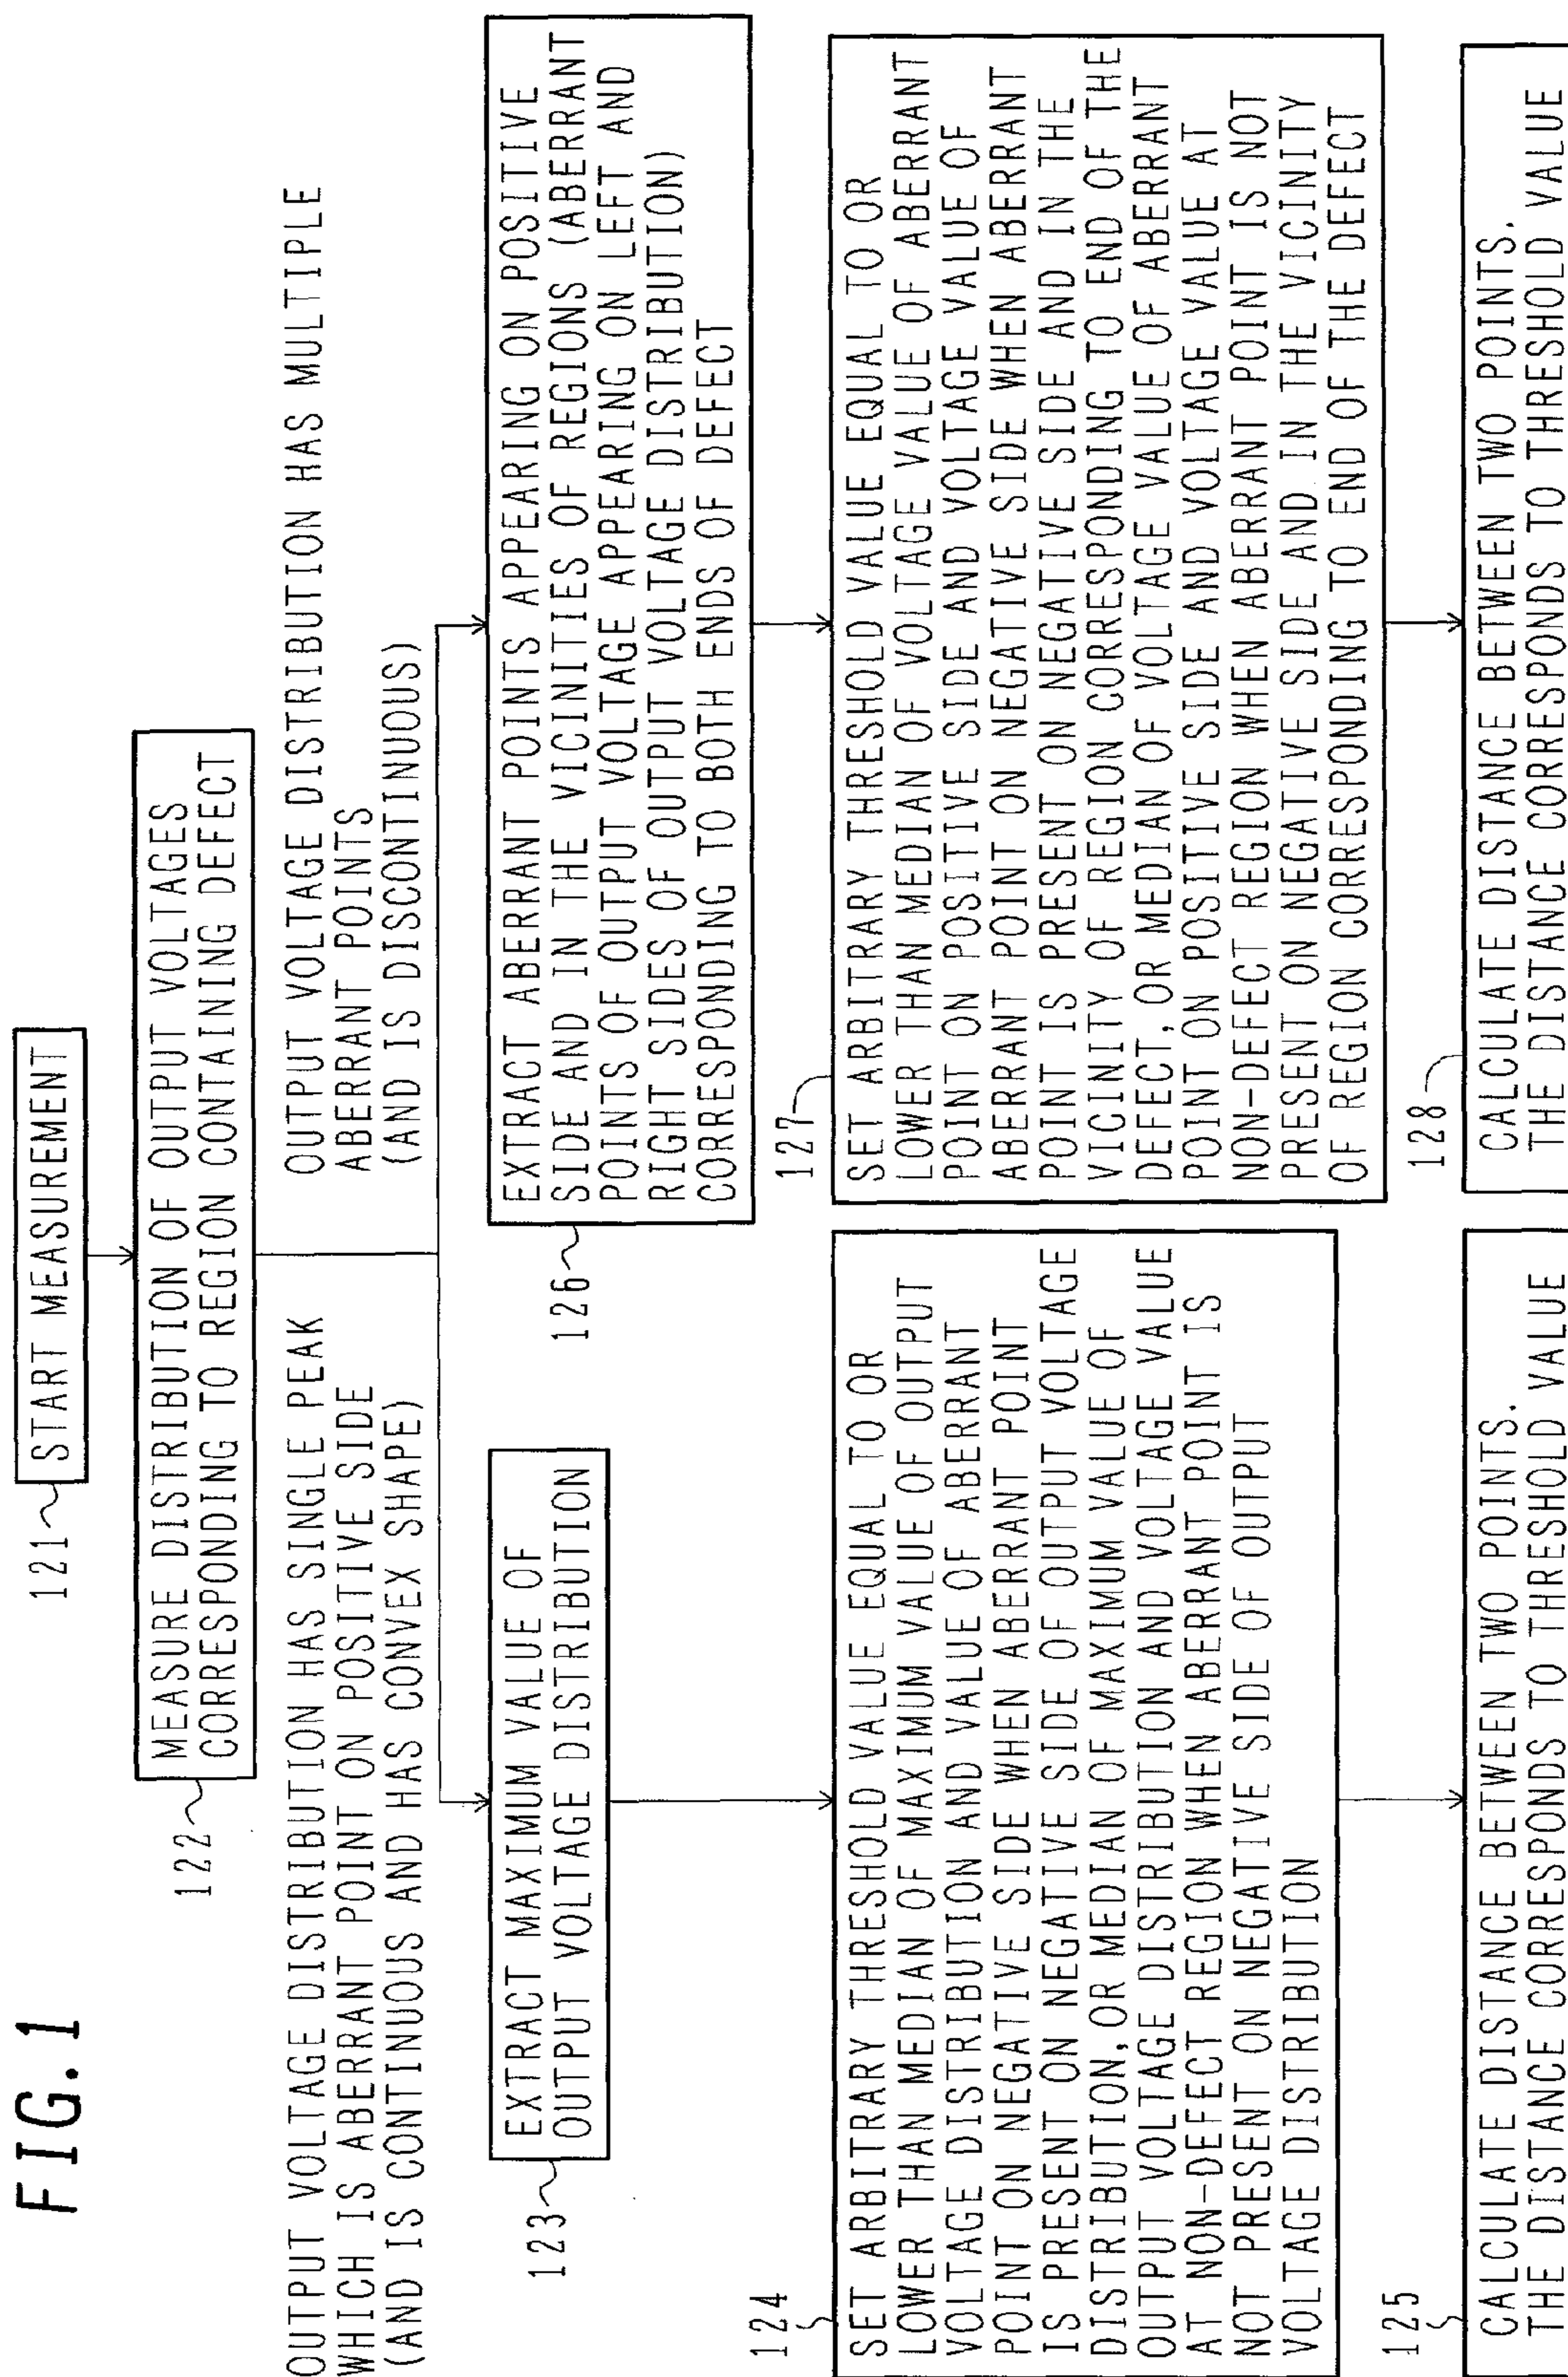 FIG.1
121
START MEASUREMENT
122
MEASURE DISTRIBUTION OF OUTPUT VOLTAGES
CORRESPONDING TO REGION CONTAINING DEFECT
OUTPUT VOLTAGE DISTRIBUTION HAS SINGLE PEAK
WHICH IS ABERRANT POINT ON POSITIVE SIDE
(AND IS CONTINUOUS AND HAS CONVEX SHAPE)
OUTPUT VOLTAGE DISTRIBUTION HAS MULTIPLE
ABERRANT POINTS
(AND IS DISCONTINUOUS)
123
EXTRACT MAXIMUM VALUE OF
OUTPUT VOLTAGE DISTRIBUTION
124
SET ARBITRARY THRESHOLD VALUE EQUAL TO OR
LOWER THAN MEDIAN OF MAXIMUM VALUE OF OUTPUT
VOLTAGE DISTRIBUTION AND VALUE OF ABERRANT
POINT ON NEGATIVE SIDE WHEN ABERRANT POINT
IS PRESENT ON NEGATIVE SIDE OF OUTPUT VOLTAGE
DISTRIBUTION, OR MEDIAN OF MAXIMUM VALUE OF
OUTPUT VOLTAGE DISTRIBUTION AND VOLTAGE VALUE
AT NON-DEFECT REGION WHEN ABERRANT POINT IS
NOT PRESENT ON NEGATIVE SIDE OF OUTPUT
VOLTAGE DISTRIBUTION
125
CALCULATE DISTANCE BETWEEN TWO POINTS.
THE DISTANCE CORRESPONDS TO THRESHOLD VALUE
126
EXTRACT ABERRANT POINTS APPEARING ON POSITIVE
SIDE AND IN THE VICINITIES OF REGIONS (ABERRANT
POINTS OF OUTPUT VOLTAGE APPEARING ON LEFT AND
RIGHT SIDES OF OUTPUT VOLTAGE DISTRIBUTION)
CORRESPONDING TO BOTH ENDS OF DEFECT
127
SET ARBITRARY THRESHOLD VALUE EQUAL TO OR
LOWER THAN MEDIAN OF VOLTAGE VALUE OF ABERRANT
POINT ON POSITIVE SIDE AND VOLTAGE VALUE OF
ABERRANT POINT ON NEGATIVE SIDE WHEN ABERRANT
POINT IS PRESENT ON NEGATIVE SIDE AND IN THE
VICINITY OF REGION CORRESPONDING TO END OF THE
DEFECT, OR MEDIAN OF VOLTAGE VALUE OF ABERRANT
POINT ON POSITIVE SIDE AND VOLTAGE VALUE AT
NON-DEFECT REGION WHEN ABERRANT POINT IS NOT
PRESENT ON NEGATIVE SIDE AND IN THE VICINITY
OF REGION CORRESPONDING TO END OF THE DEFECT
128
CALCULATE DISTANCE BETWEEN TWO POINTS.
THE DISTANCE CORRESPONDS TO THRESHOLD VALUE